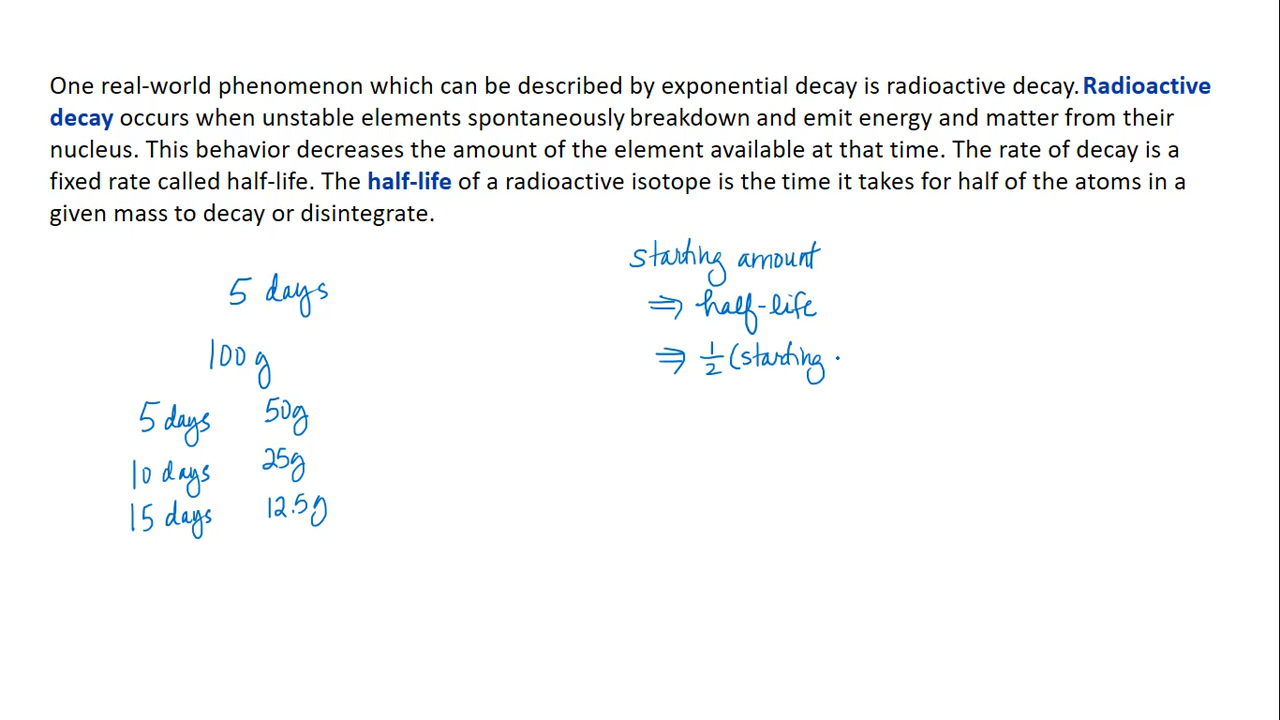 One real-world phenomenon which can be described by exponential decay is radioactive decay. Radioactive
decay occurs when unstable elements spontaneously breakdown and emit energy and matter from their
nucleus. This behavior decreases the amount of the element available at that time. The rate of decay is a
fixed rate called half-life. The half-life of a radioactive isotope is the time it takes for half of the atoms in a
given mass to decay or disintegrate.
5 days
100 g
5 days 50g
10 days 25g
15 days 12.5g
starting amount
⇒ half-life
⇒ 1/2 (starting